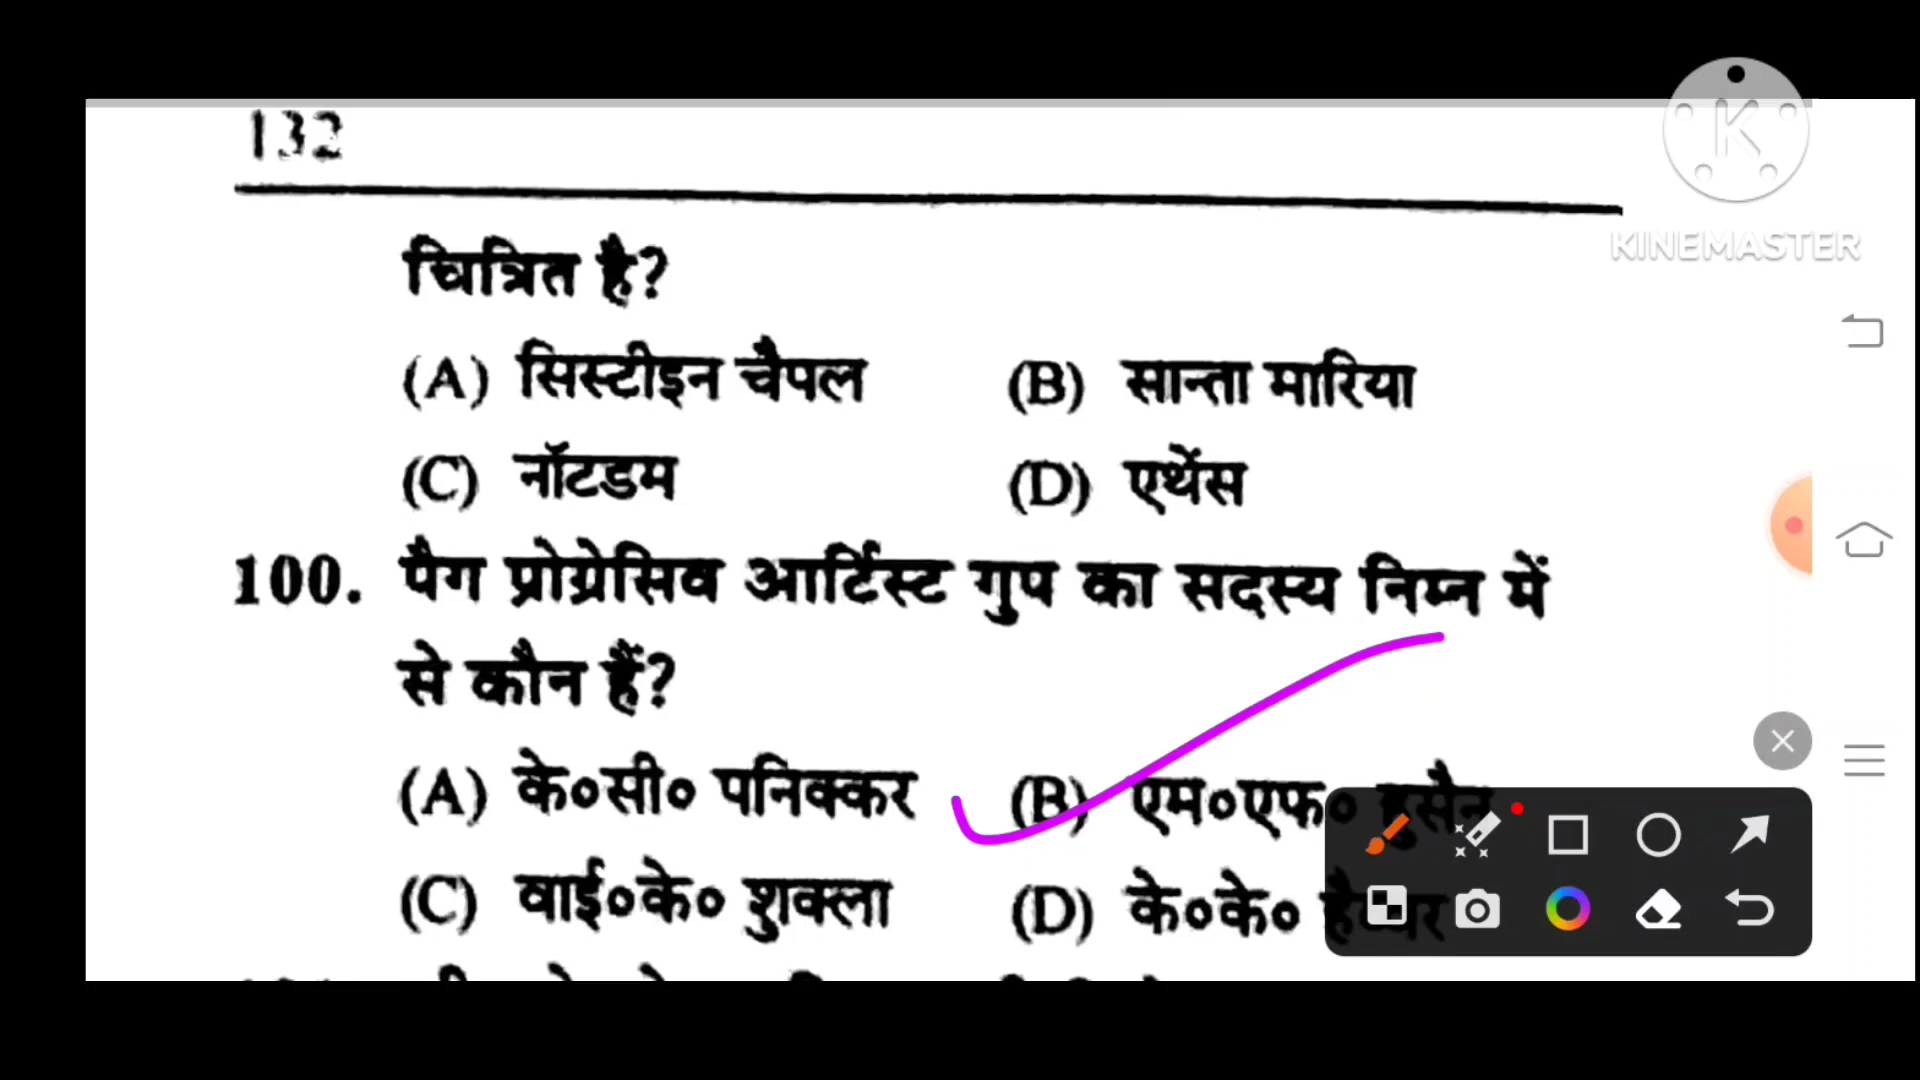 132
KINEMASTER
चित्रित है?
(A) सिस्टीइन चैपल (B) सान्ता मारिया
(C) नॉटडम (D) एथेंस
100. पैग प्रोग्रेसिव आर्टिस्ट गुप का सदस्य निम्न में
से कौन हैं?
(A) के०सी० पनिक्कर (B) एम०एफ० हुसैन
(C) वाई०के० शुक्ला (D) के०के०